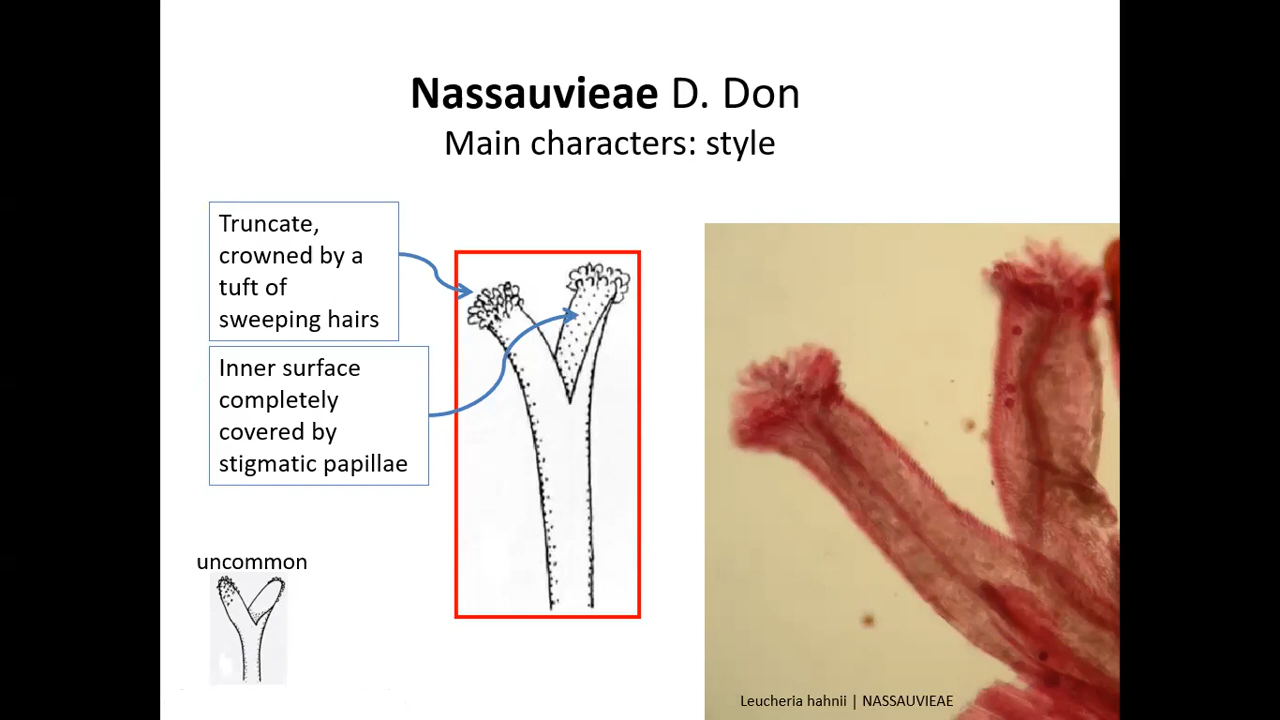 Nassauvieae D. Don
Main characters: style
Truncate,
crowned by a
tuft of
sweeping hairs
Inner surface
completely
covered by
stigmatic papillae
uncommon
Leucheria hahnii | NASSAUVIEAE